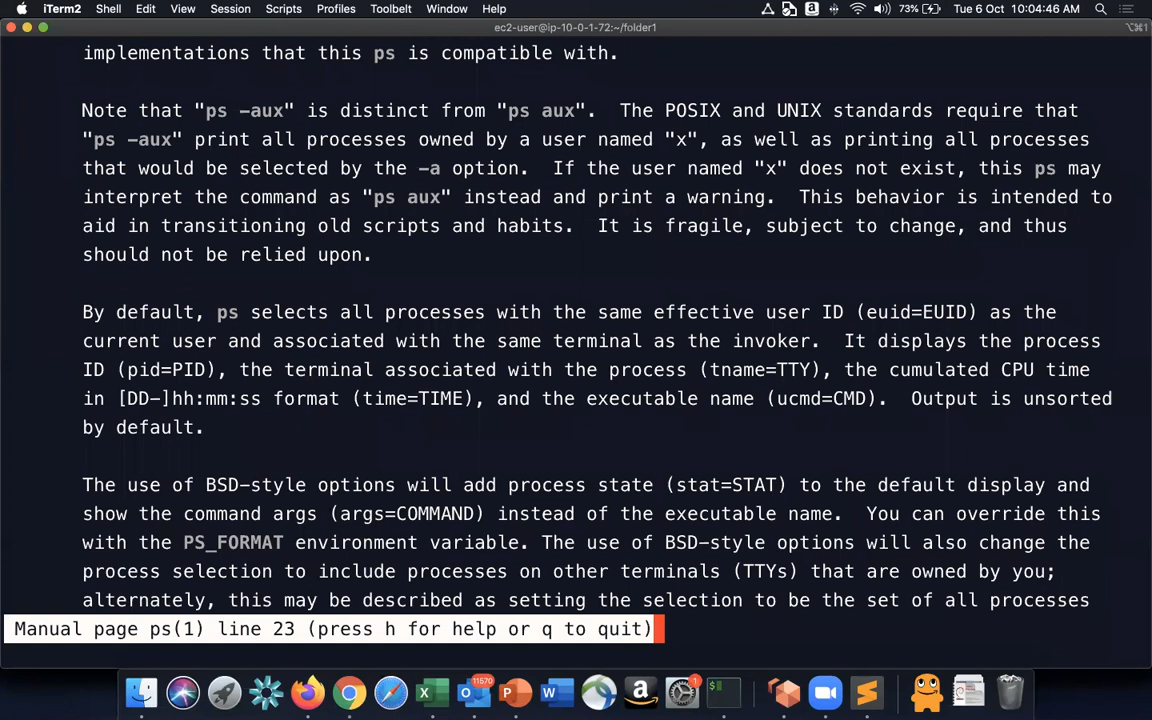 iTerm2 Shell Edit View Session Scripts Profiles Toolbelt Window Help 73% Tue 6 Oct 10:04:46 AM
ec2-user@ip-10-0-1-72:~/folder1 ⌥⌘1
implementations that this ps is compatible with.
Note that "ps -aux" is distinct from "ps aux". The POSIX and UNIX standards require that
"ps -aux" print all processes owned by a user named "x", as well as printing all processes
that would be selected by the -a option. If the user named "x" does not exist, this ps may
interpret the command as "ps aux" instead and print a warning. This behavior is intended to
aid in transitioning old scripts and habits. It is fragile, subject to change, and thus
should not be relied upon.
By default, ps selects all processes with the same effective user ID (euid=EUID) as the
current user and associated with the same terminal as the invoker. It displays the process
ID (pid=PID), the terminal associated with the process (tname=TTY), the cumulated CPU time
in [DD-]hh:mm:ss format (time=TIME), and the executable name (ucmd=CMD). Output is unsorted
by default.
The use of BSD-style options will add process state (stat=STAT) to the default display and
show the command args (args=COMMAND) instead of the executable name. You can override this
with the PS_FORMAT environment variable. The use of BSD-style options will also change the
process selection to include processes on other terminals (TTYs) that are owned by you;
alternately, this may be described as setting the selection to be the set of all processes
Manual page ps(1) line 23 (press h for help or q to quit)
11570 1